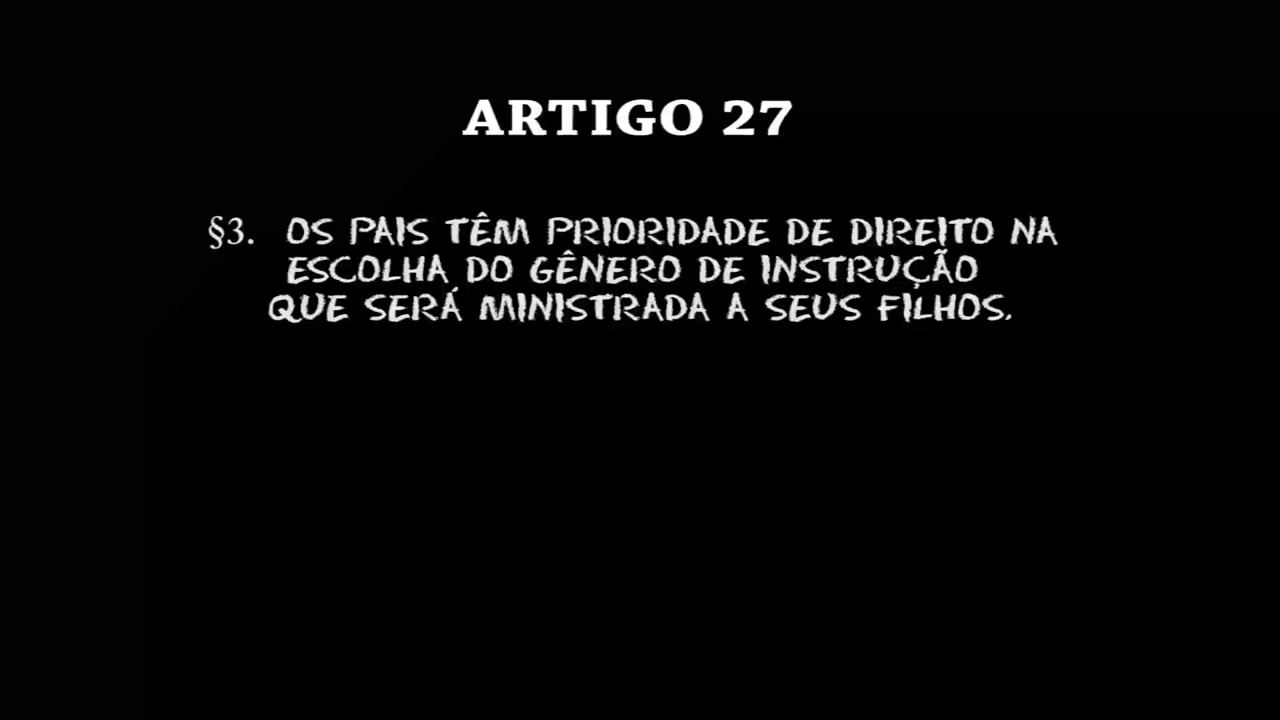 ARTIGO 27
§3. OS PAIS TÊM PRIORIDADE DE DIREITO NA
ESCOLHA DO GÊNERO DE INSTRUÇÃO
QUE SERÁ MINISTRADA A SEUS FILHOS.